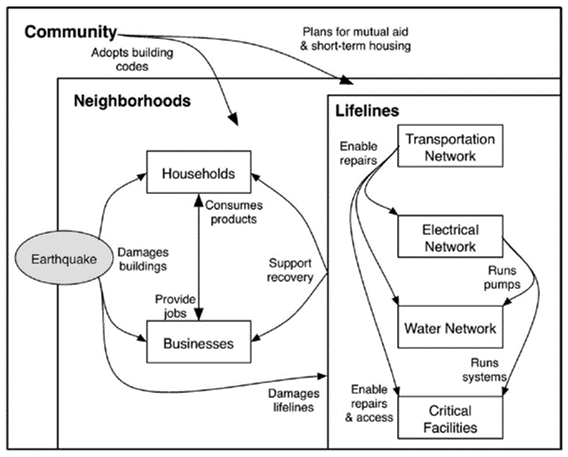 Community
Plans for mutual aid
& short-term housing
Adopts building
codes
Neighborhoods
Lifelines
Enable
repairs
Transportation
Network
Households
Consumes
products
Electrical
Network
Earthquake
Damages
buildings
Support
recovery
Runs
pumps
Provide
jobs
Businesses
Water Network
Runs
systems
Damages
lifelines
Enable
repairs
& access
Critical
Facilities